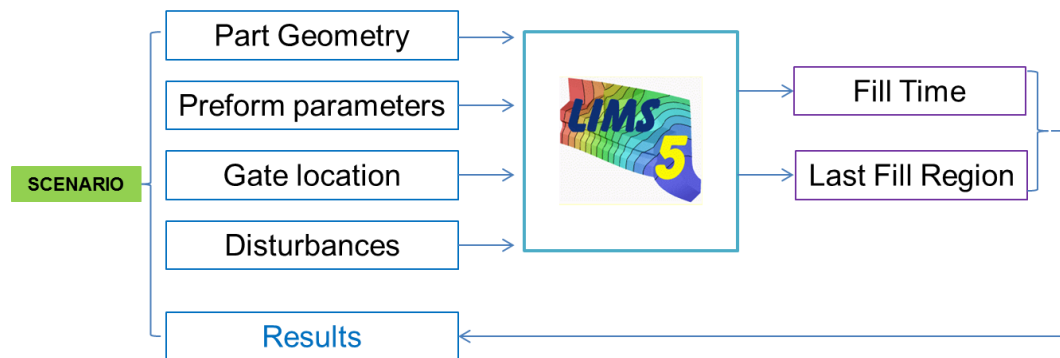 Part Geometry
Preform parameters
Gate location
Disturbances
Results
SCENARIO
LIMS
5
Fill Time
Last Fill Region